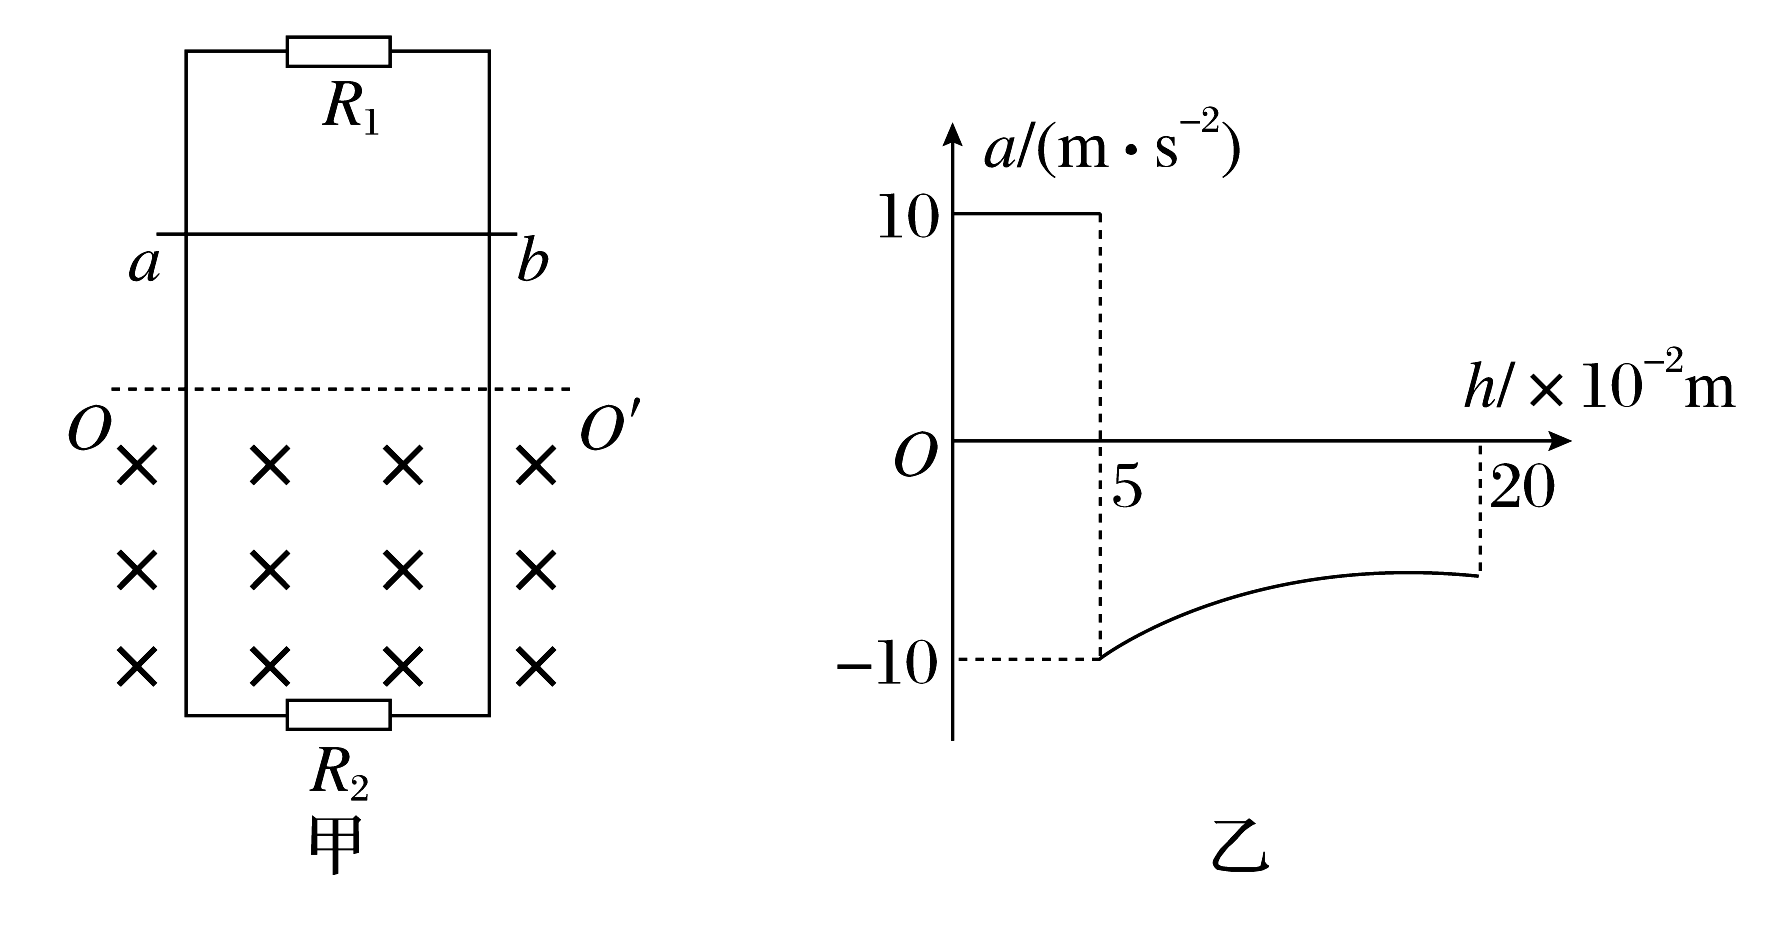 R₁
a b
O O′
R₂
甲
a/(m·s⁻²)
10
h/×10⁻²m
O
5 20
−10
乙